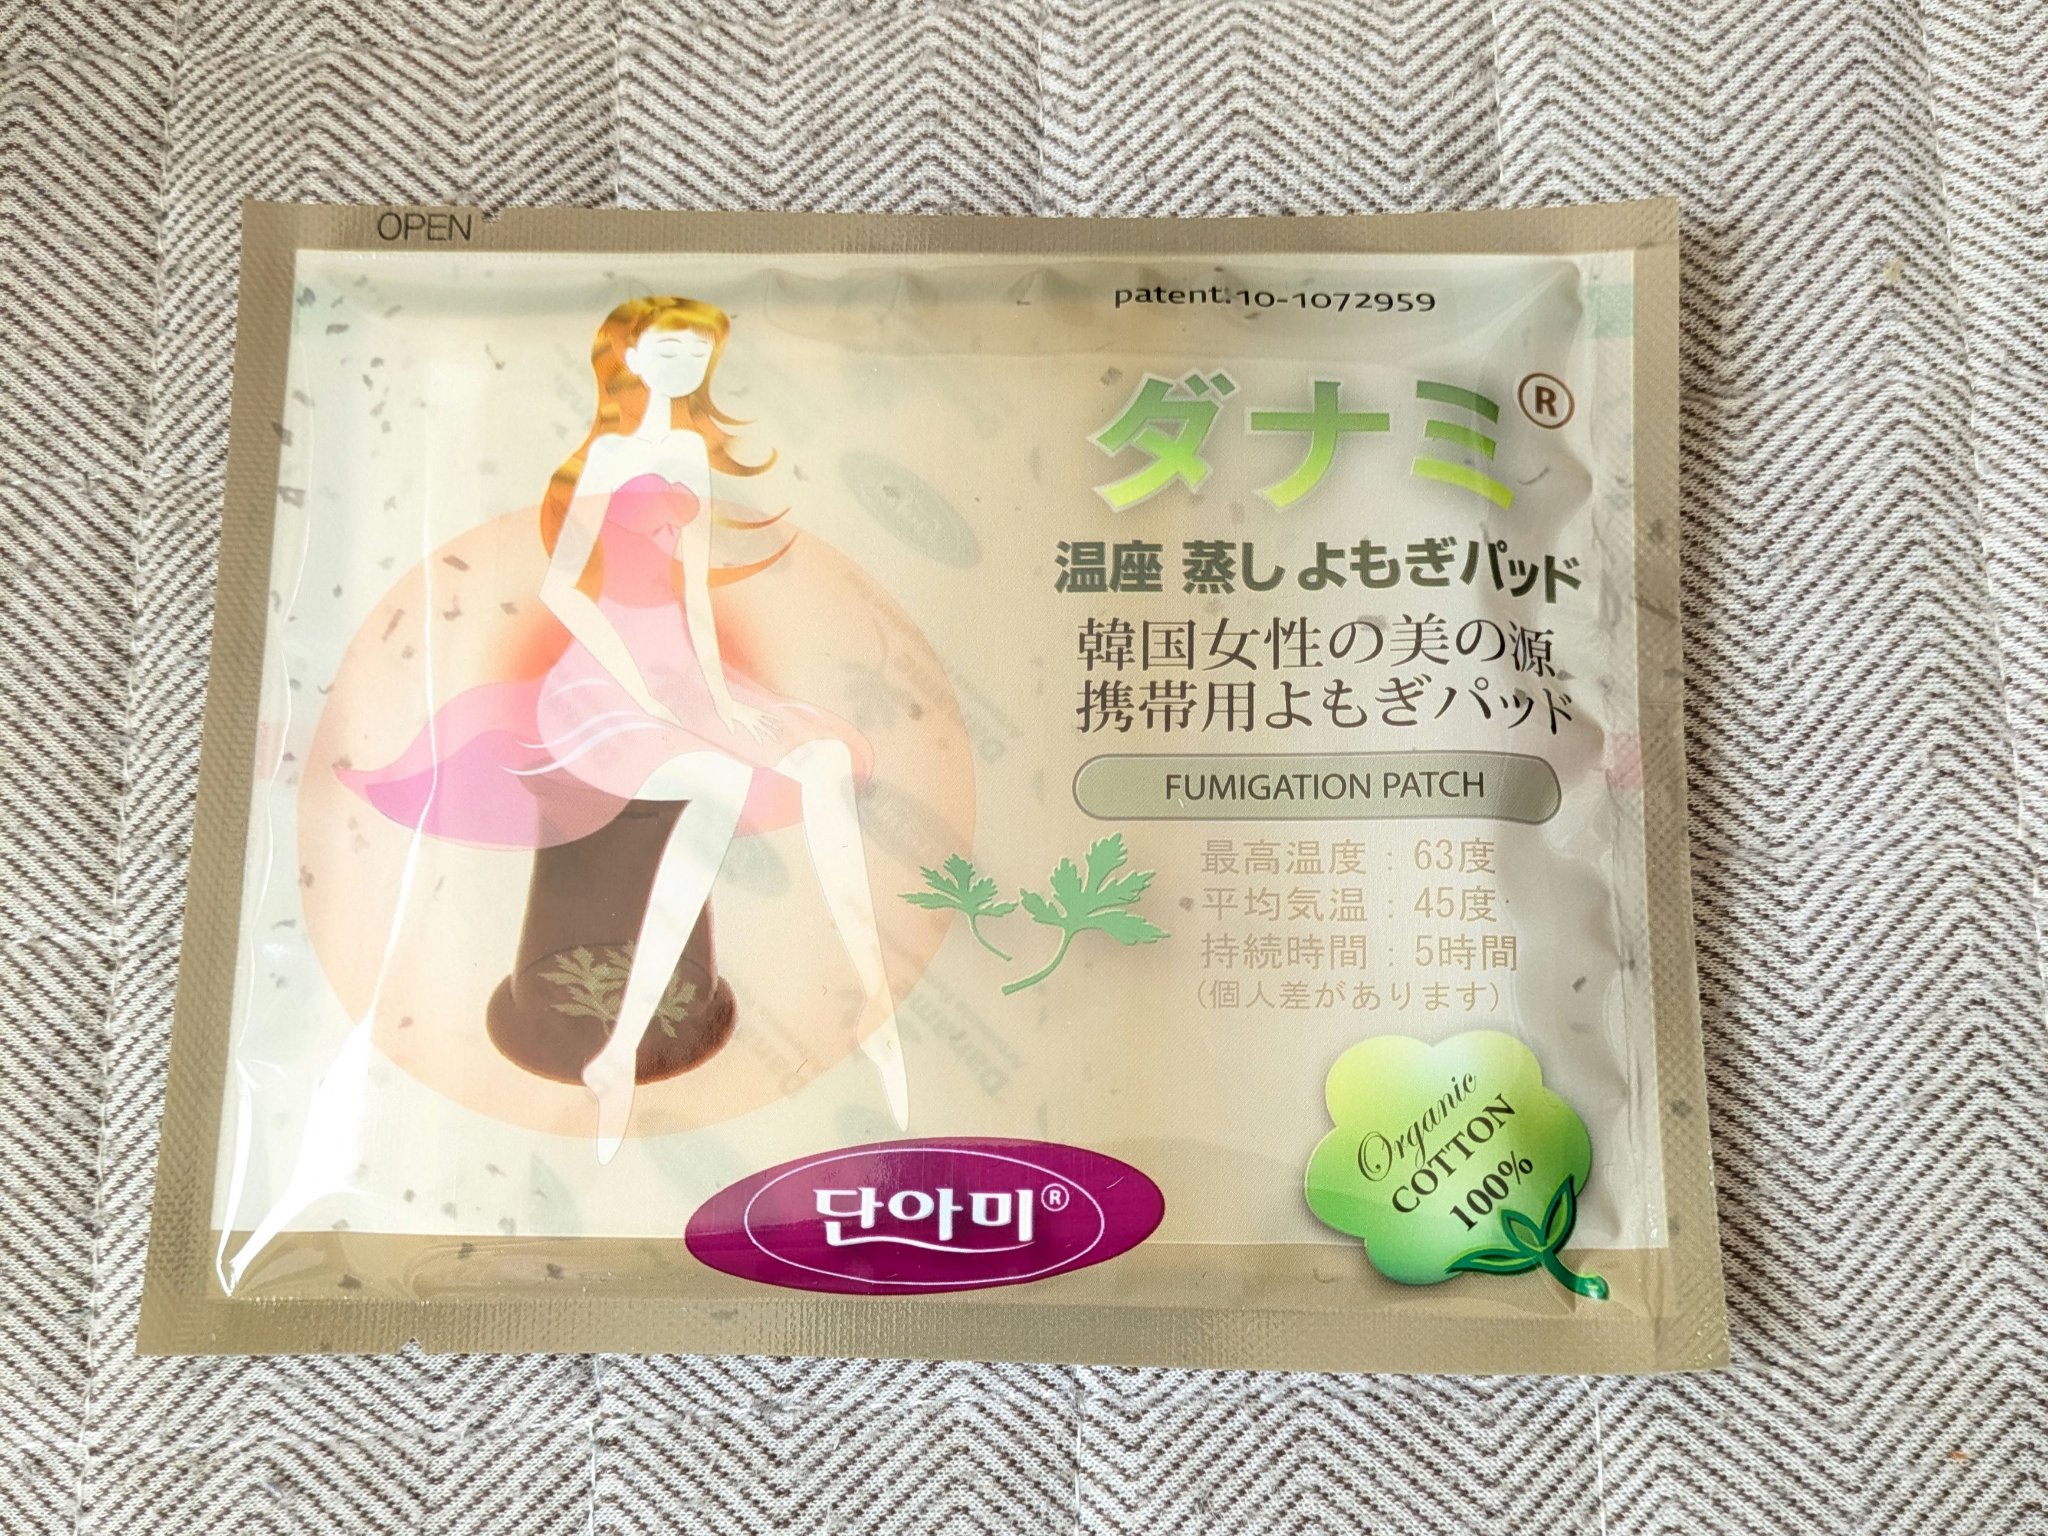 OPEN
patent:10-1072959
ダナミ®
温座 蒸しよもぎパッド
韓国女性の美の源
携帯用よもぎパッド
FUMIGATION PATCH
最高温度 : 63度
平均気温 : 45度
持続時間 : 5時間
(個人差があります)
Organic
COTTON
100%
단아미®